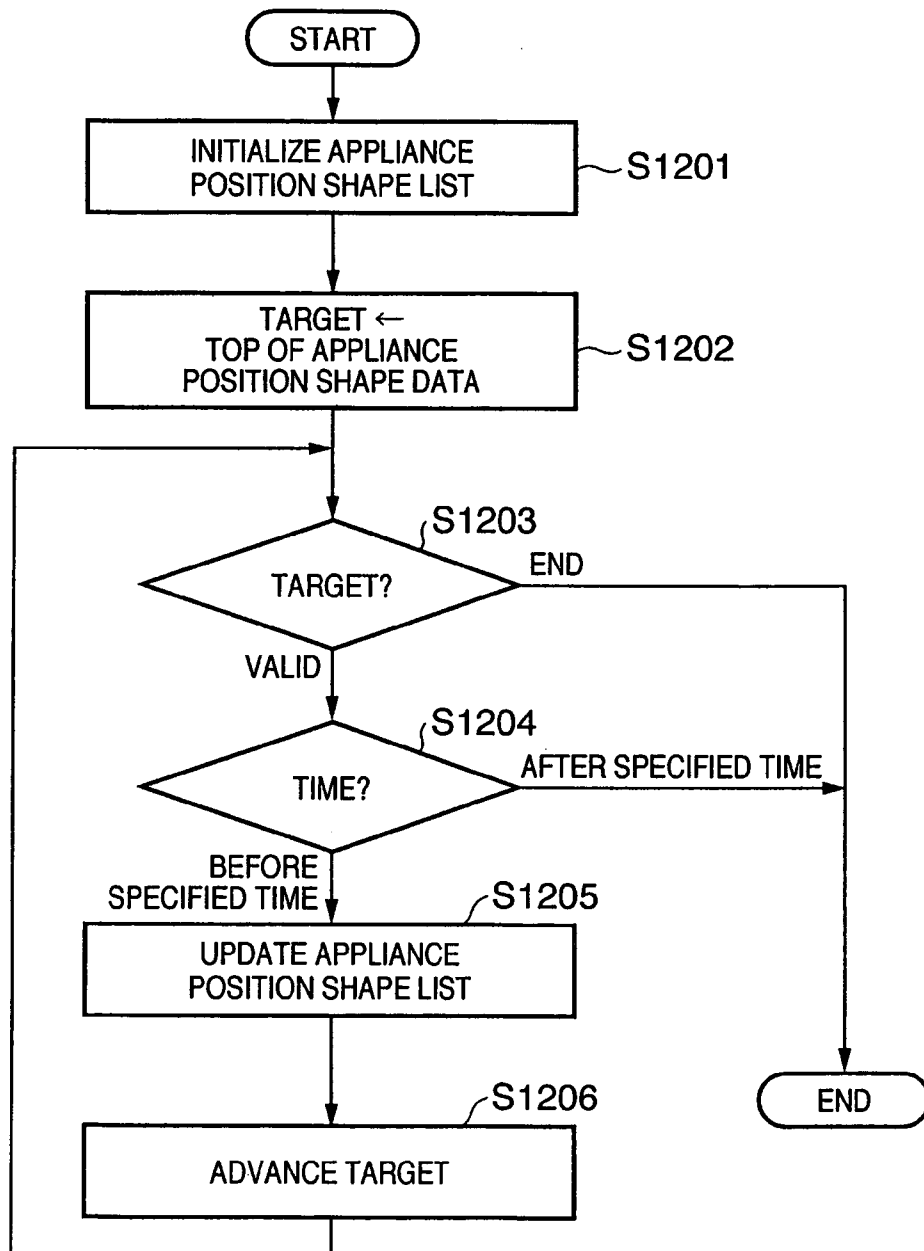 START
INITIALIZE APPLIANCE
POSITION SHAPE LIST
S1201
TARGET ←
TOP OF APPLIANCE
POSITION SHAPE DATA
S1202
S1203
TARGET?
END
VALID
S1204
TIME?
AFTER SPECIFIED TIME
BEFORE
SPECIFIED TIME
S1205
UPDATE APPLIANCE
POSITION SHAPE LIST
S1206
ADVANCE TARGET
END